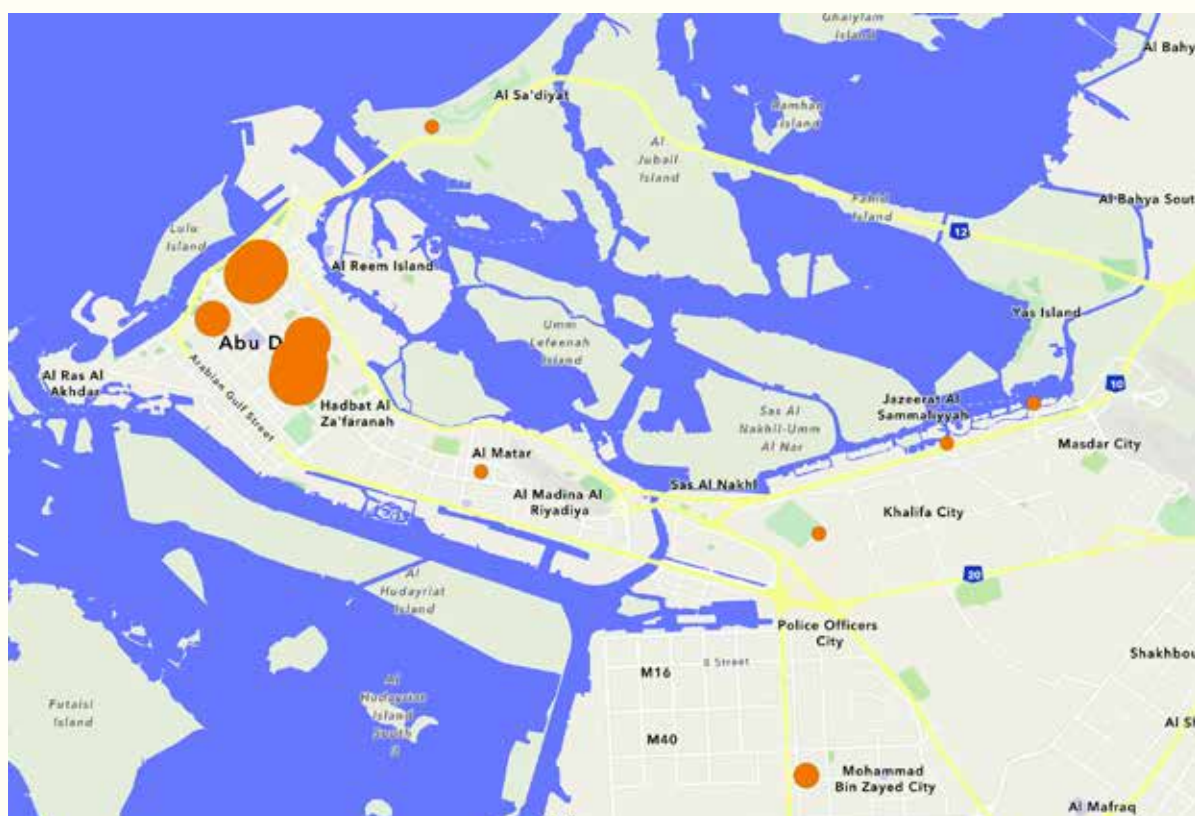 Ghaiylam
Island
Al Bahy
Al Sa'diyat
Ramhan
Island
Al
Jubail
Island
Al-Bahya Sout
Fahid
Island
12
Lulu
Island
Al Reem Island
Yas Island
Umm
Lefeenah
Island
Abu D
Al Ras Al
Akhdar
Arabian Gulf Street
10
Jazeerat Al
Sammaliyyah
Hadbat Al
Za'faranah
Sas Al
Nakhl-Umm
Al Nar
Masdar City
Al Matar
Sas Al Nakhl
Al Madina Al
Riyadiya
Khalifa City
20
Al
Hudayriat
Island
Police Officers
City
Shakhbou
8 Street
M16
Al
Hudayriat
Island
South
Futaisi
Island
Al Sh
M40
Mohammad
Bin Zayed City
Al Mafraq